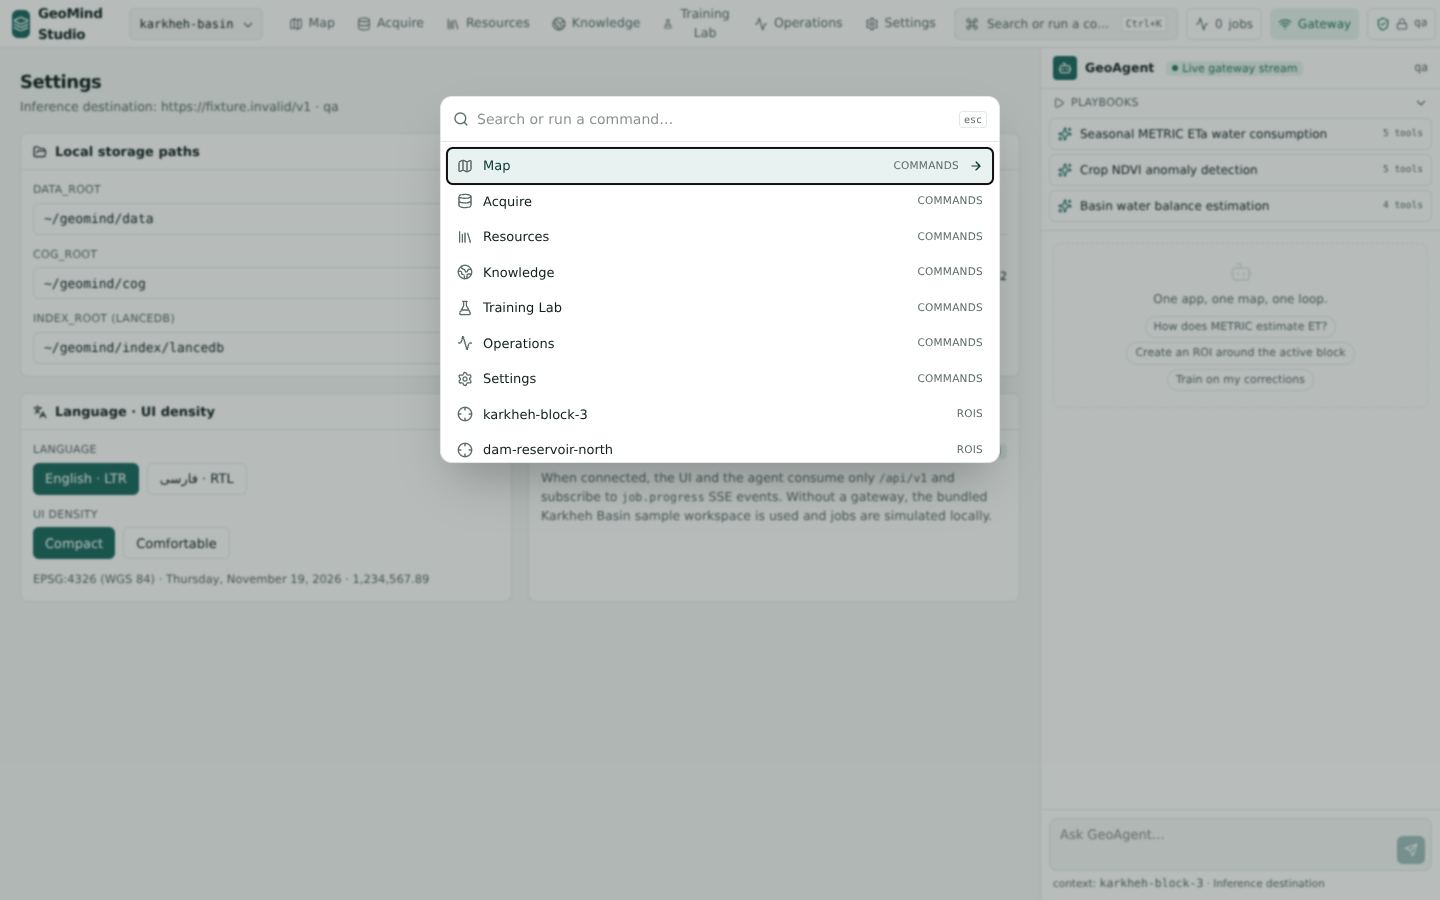 GeoMind Studio
karkheh-basin
Map
Acquire
Resources
Knowledge
Training Lab
Operations
Settings
Search or run a co...
Ctrl+K
0 jobs
Gateway
qa
Settings
Inference destination: https://fixture.invalid/v1 · qa
Local storage paths
DATA_ROOT
~/geomind/data
COG_ROOT
~/geomind/cog
INDEX_ROOT (LANCEDB)
~/geomind/index/lancedb
Language · UI density
LANGUAGE
English · LTR
فارسی · RTL
UI DENSITY
Compact
Comfortable
EPSG:4326 (WGS 84) · Thursday, November 19, 2026 · 1,234,567.89
When connected, the UI and the agent consume only /api/v1 and
subscribe to job.progress SSE events. Without a gateway, the bundled
Karkheh Basin sample workspace is used and jobs are simulated locally.
Search or run a command...
esc
Map COMMANDS
Acquire COMMANDS
Resources COMMANDS
Knowledge COMMANDS
Training Lab COMMANDS
Operations COMMANDS
Settings COMMANDS
karkheh-block-3 ROIS
dam-reservoir-north ROIS
GeoAgent
Live gateway stream
qa
PLAYBOOKS
Seasonal METRIC ETa water consumption 5 tools
Crop NDVI anomaly detection 5 tools
Basin water balance estimation 4 tools
One app, one map, one loop.
How does METRIC estimate ET?
Create an ROI around the active block
Train on my corrections
Ask GeoAgent...
context: karkheh-block-3 · Inference destination